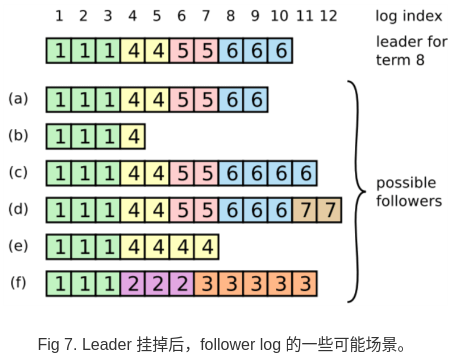 1 2 3 4 5 6 7 8 9 10 11 12 log index
1 1 1 4 4 5 5 6 6 6 leader for
term 8
(a) 1 1 1 4 4 5 5 6 6
(b) 1 1 1 4
(c) 1 1 1 4 4 5 5 6 6 6 6
possible
followers
(d) 1 1 1 4 4 5 5 6 6 6 7 7
(e) 1 1 1 4 4 4 4
(f) 1 1 1 2 2 2 3 3 3 3 3
Fig 7. Leader 挂掉后，follower log 的一些可能场景。